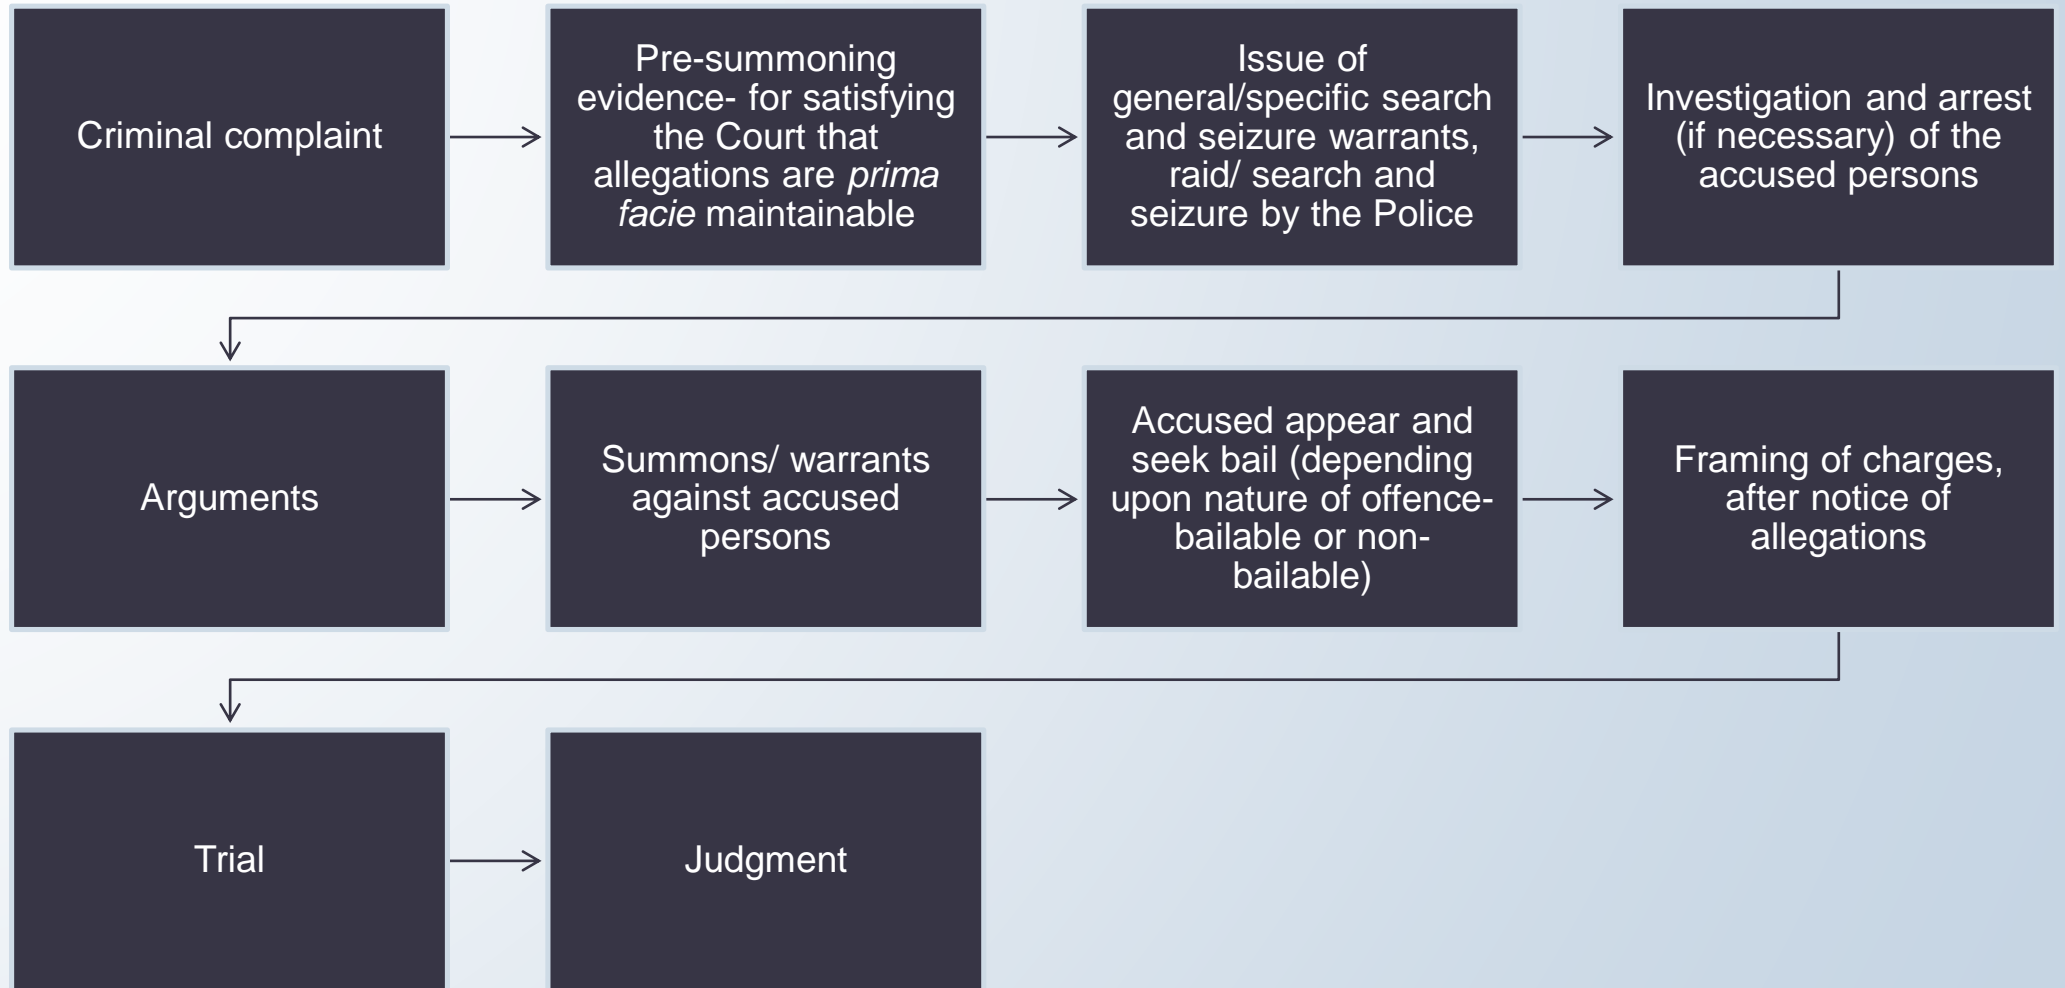 Criminal complaint
Pre-summoning
evidence- for satisfying
the Court that
allegations are prima
facie maintainable
Issue of
general/specific search
and seizure warrants,
raid/ search and
seizure by the Police
Investigation and arrest
(if necessary) of the
accused persons
Arguments
Summons/ warrants
against accused
persons
Accused appear and
seek bail (depending
upon nature of offence-
bailable or non-
bailable)
Framing of charges,
after notice of
allegations
Trial
Judgment